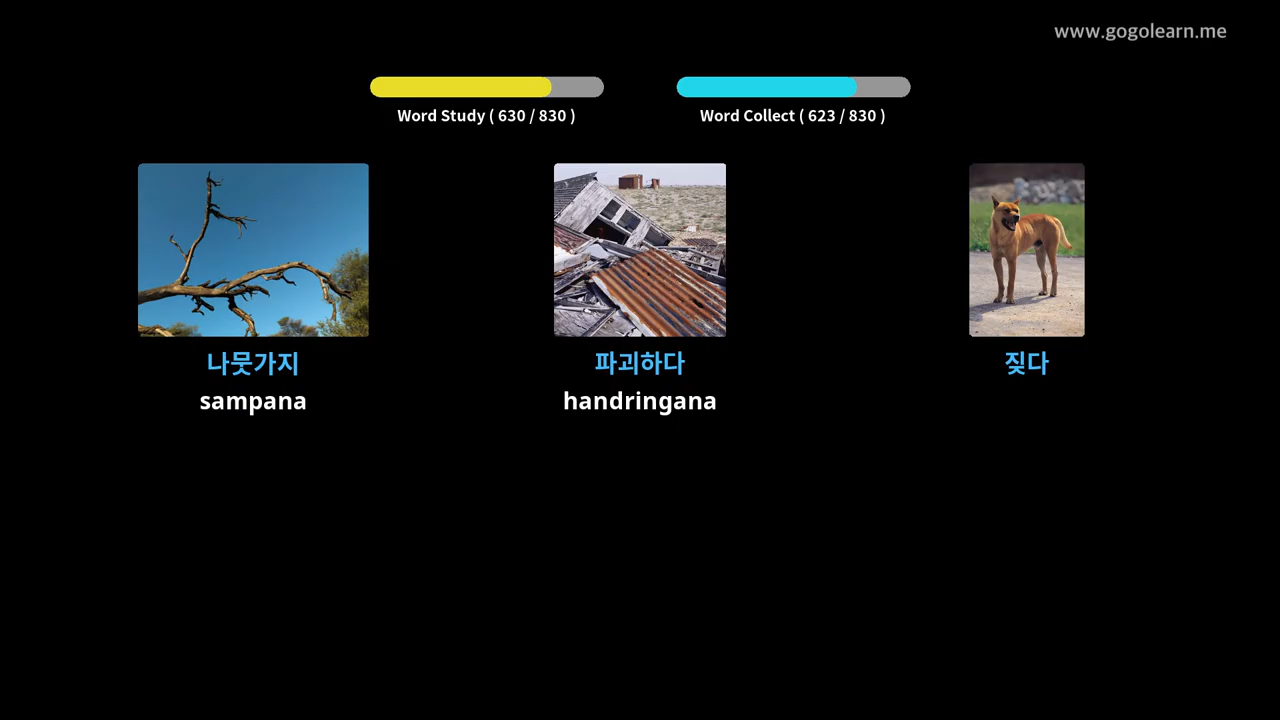 www.gogolearn.me
Word Study ( 630 / 830 )
Word Collect ( 623 / 830 )
나뭇가지
파괴하다
짖다
sampana
handringana